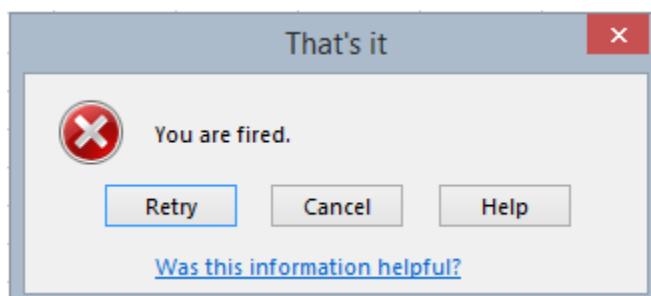 That's it
You are fired.
Retry Cancel Help
Was this information helpful?